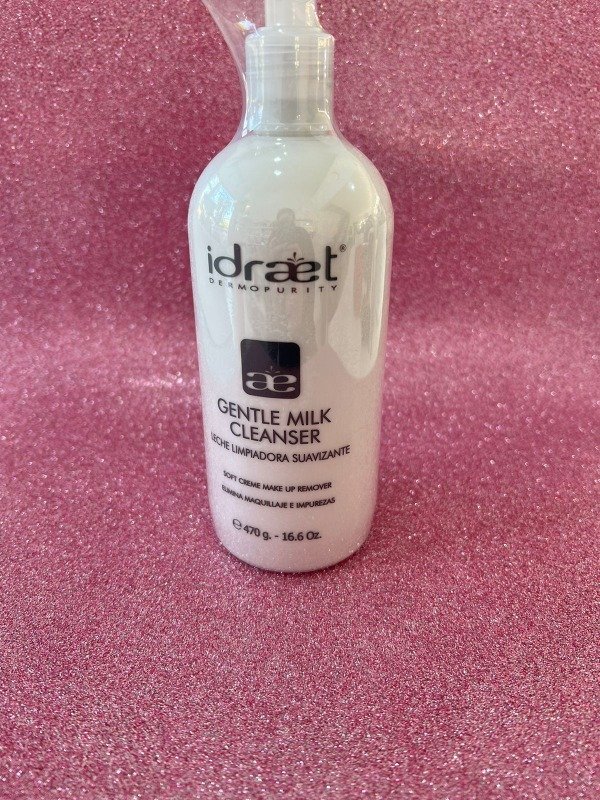 idraet®
DERMOPURITY
ae
GENTLE MILK
CLEANSER
LECHE LIMPIADORA SUAVIZANTE
SOFT CREME MAKE UP REMOVER
ELIMINA MAQUILLAJE E IMPUREZAS
℮ 470 g. - 16.6 Oz.